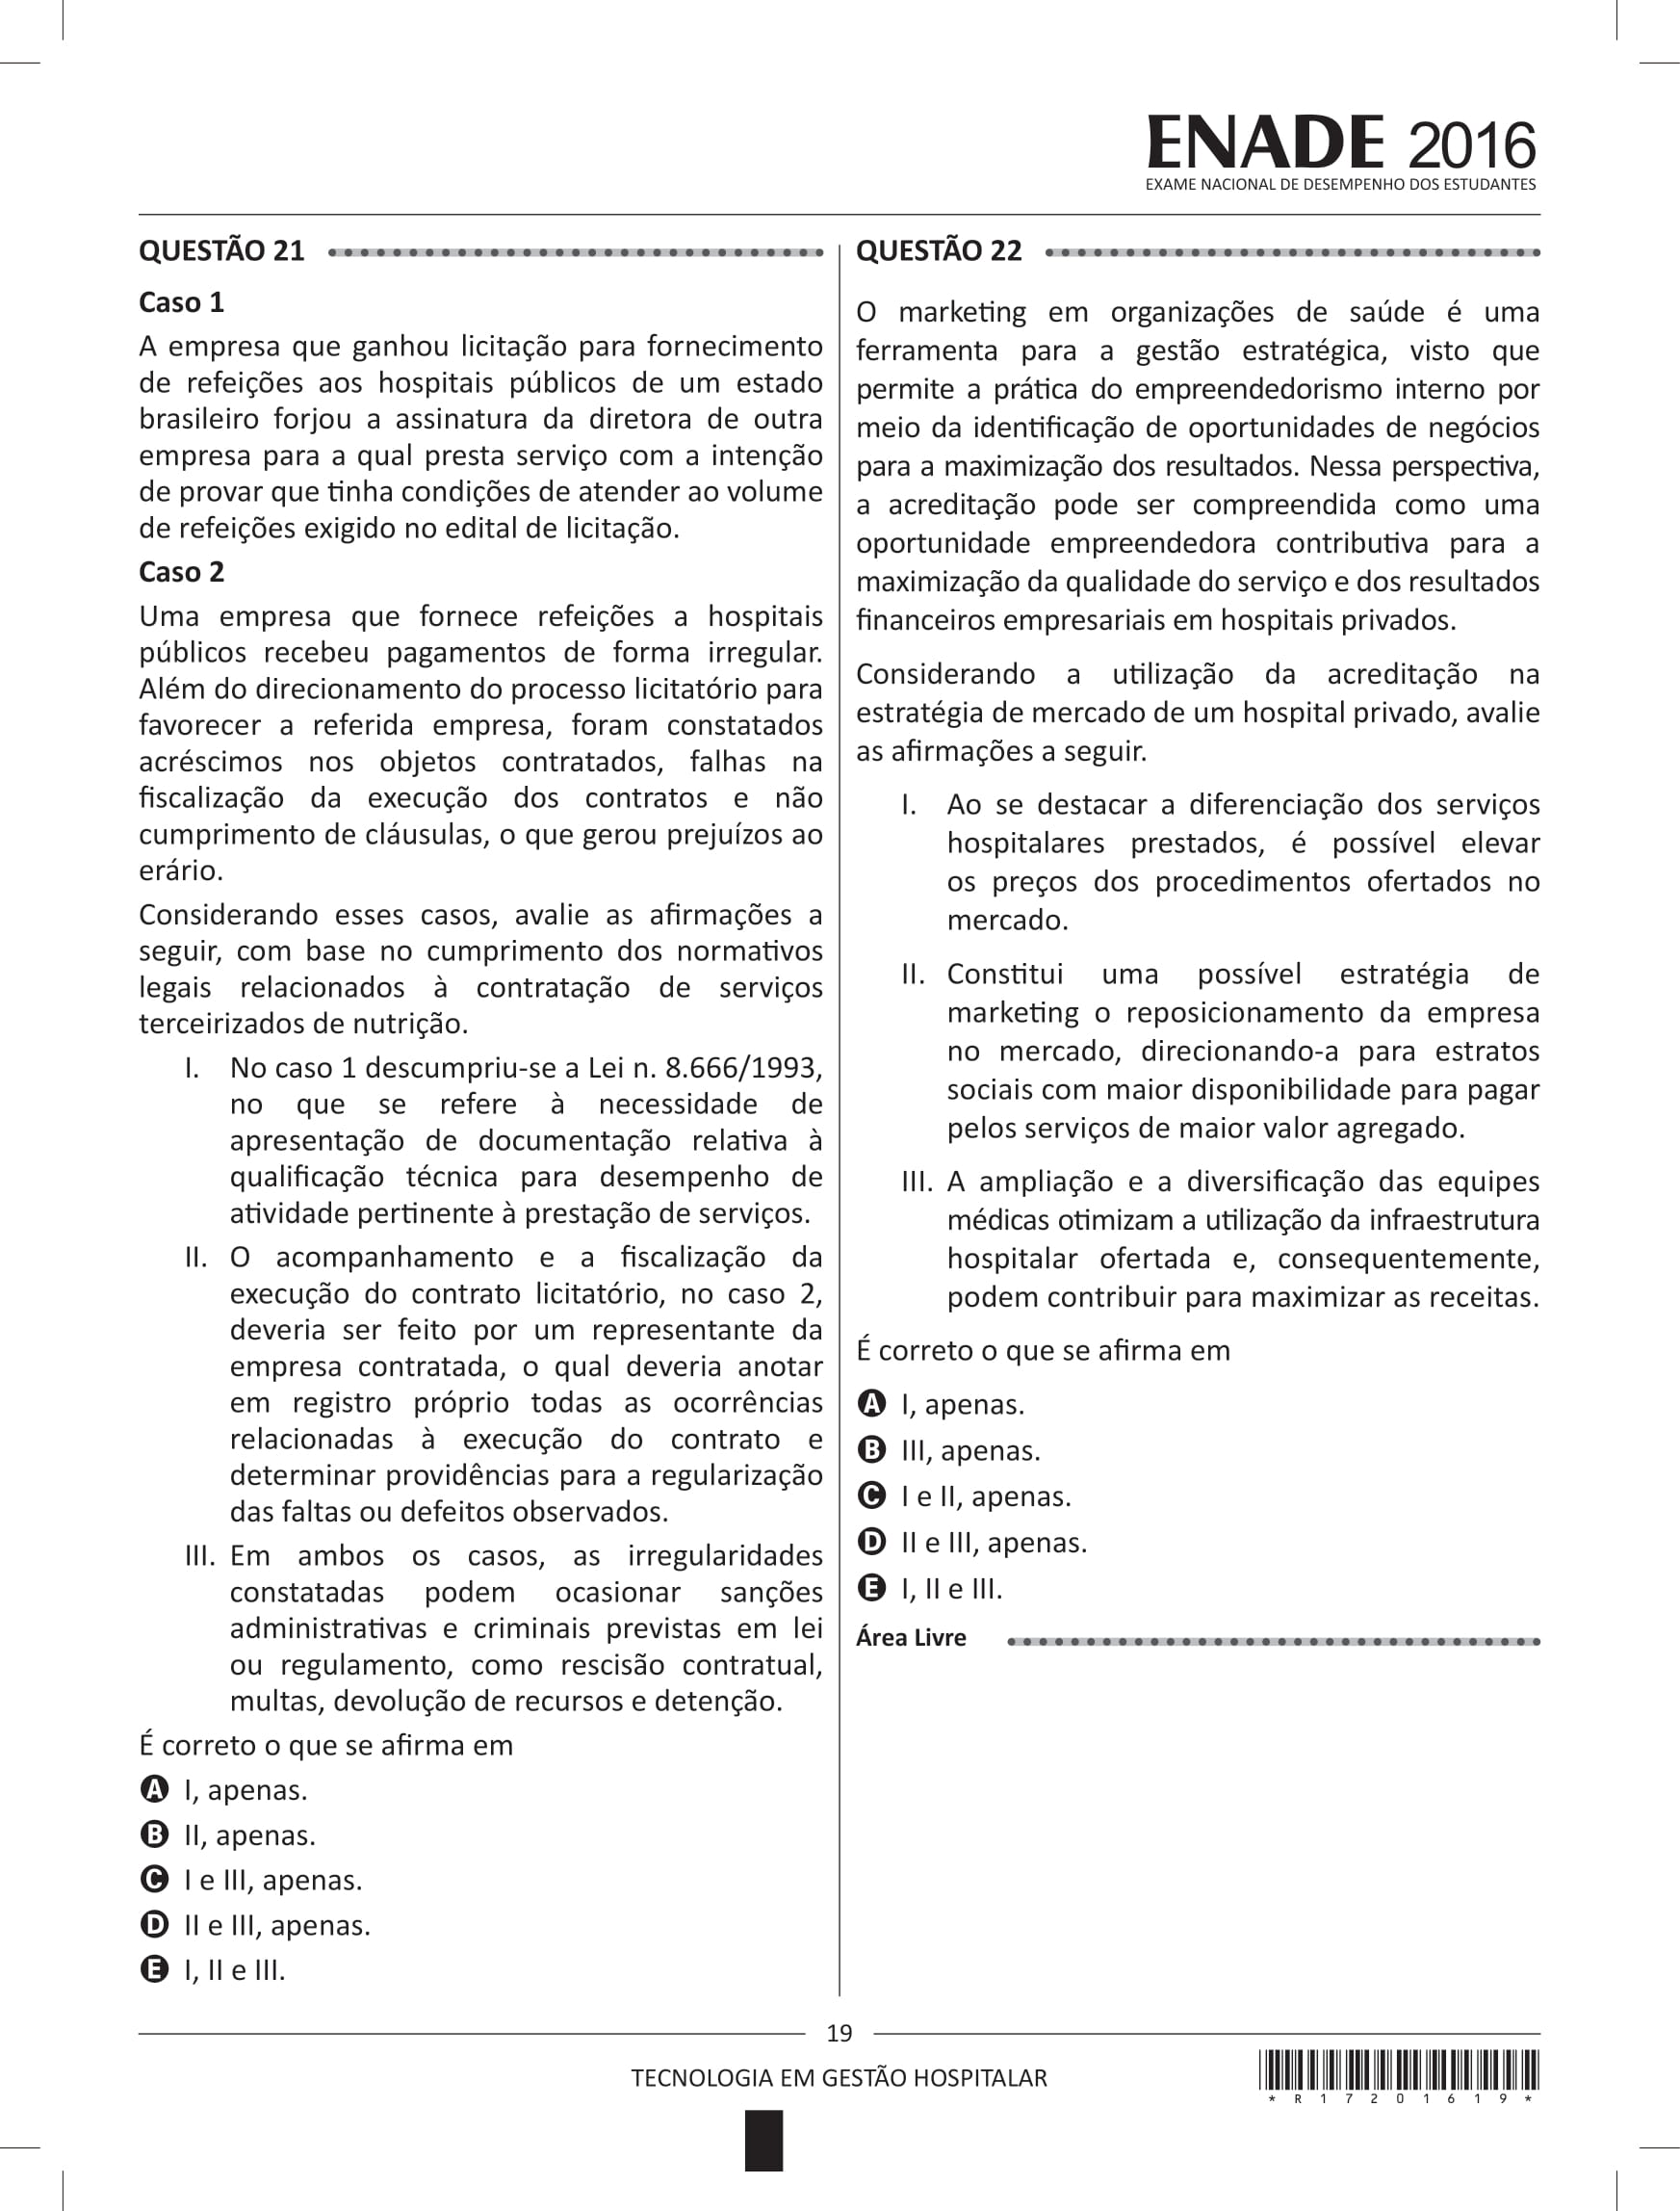 ENADE 2016
EXAME NACIONAL DE DESEMPENHO DOS ESTUDANTES
QUESTÃO 21
Caso 1
A empresa que ganhou licitação para fornecimento
de refeições aos hospitais públicos de um estado
brasileiro forjou a assinatura da diretora de outra
empresa para a qual presta serviço com a intenção
de provar que tinha condições de atender ao volume
de refeições exigido no edital de licitação.
Caso 2
Uma empresa que fornece refeições a hospitais
públicos recebeu pagamentos de forma irregular.
Além do direcionamento do processo licitatório para
favorecer a referida empresa, foram constatados
acréscimos nos objetos contratados, falhas na
fiscalização da execução dos contratos e não
cumprimento de cláusulas, o que gerou prejuízos ao
erário.
Considerando esses casos, avalie as afirmações a
seguir, com base no cumprimento dos normativos
legais relacionados à contratação de serviços
terceirizados de nutrição.
I. No caso 1 descumpriu-se a Lei n. 8.666/1993,
no que se refere à necessidade de
apresentação de documentação relativa à
qualificação técnica para desempenho de
atividade pertinente à prestação de serviços.
II. O acompanhamento e a fiscalização da
execução do contrato licitatório, no caso 2,
deveria ser feito por um representante da
empresa contratada, o qual deveria anotar
em registro próprio todas as ocorrências
relacionadas à execução do contrato e
determinar providências para a regularização
das faltas ou defeitos observados.
III. Em ambos os casos, as irregularidades
constatadas podem ocasionar sanções
administrativas e criminais previstas em lei
ou regulamento, como rescisão contratual,
multas, devolução de recursos e detenção.
É correto o que se afirma em
A I, apenas.
B II, apenas.
C I e III, apenas.
D II e III, apenas.
E I, II e III.
QUESTÃO 22
O marketing em organizações de saúde é uma
ferramenta para a gestão estratégica, visto que
permite a prática do empreendedorismo interno por
meio da identificação de oportunidades de negócios
para a maximização dos resultados. Nessa perspectiva,
a acreditação pode ser compreendida como uma
oportunidade empreendedora contributiva para a
maximização da qualidade do serviço e dos resultados
financeiros empresariais em hospitais privados.
Considerando a utilização da acreditação na
estratégia de mercado de um hospital privado, avalie
as afirmações a seguir.
I. Ao se destacar a diferenciação dos serviços
hospitalares prestados, é possível elevar
os preços dos procedimentos ofertados no
mercado.
II. Constitui uma possível estratégia de
marketing o reposicionamento da empresa
no mercado, direcionando-a para estratos
sociais com maior disponibilidade para pagar
pelos serviços de maior valor agregado.
III. A ampliação e a diversificação das equipes
médicas otimizam a utilização da infraestrutura
hospitalar ofertada e, consequentemente,
podem contribuir para maximizar as receitas.
É correto o que se afirma em
A I, apenas.
B III, apenas.
C I e II, apenas.
D II e III, apenas.
E I, II e III.
Área Livre
19
TECNOLOGIA EM GESTÃO HOSPITALAR
* R 1 7 2 0 1 6 1 9 *